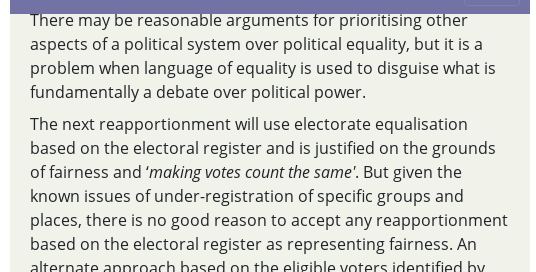 There may be reasonable arguments for prioritising other
aspects of a political system over political equality, but it is a
problem when language of equality is used to disguise what is
fundamentally a debate over political power.
The next reapportionment will use electorate equalisation
based on the electoral register and is justified on the grounds
of fairness and ‘making votes count the same'. But given the
known issues of under-registration of specific groups and
places, there is no good reason to accept any reapportionment
based on the electoral register as representing fairness. An
alternate approach based on the eligible voters identified by